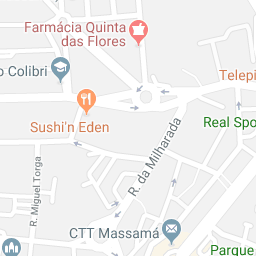 Farmácia Quinta
das Flores
o Colibri
Telepi
Sushi'n Eden
Real Spo
R. da Milharada
R. Miguel Torga
CTT Massamá
Parque